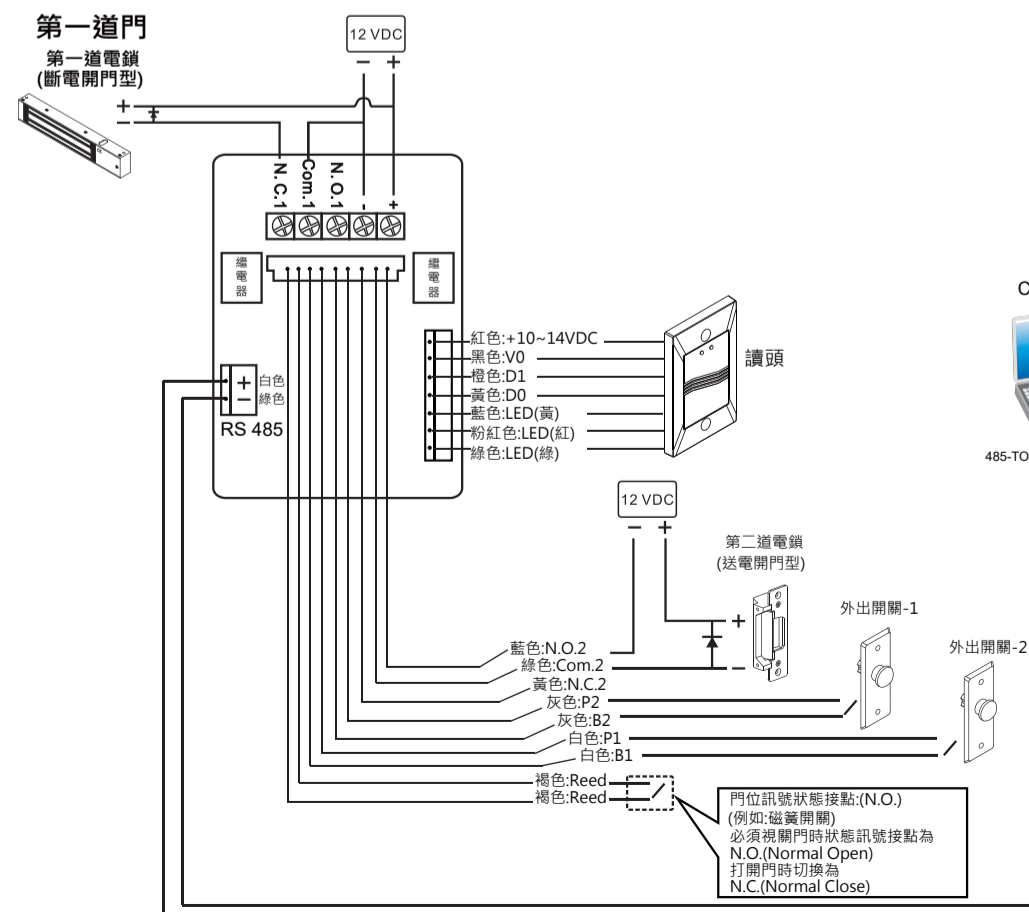 第一道門
第一道電鎖
(斷電開門型)
12 VDC
− +
+
−
N. C.1
Com.1
N. O.1
-
+
繼電器
繼電器
紅色:+10~14VDC
黑色:V0
橙色:D1
黃色:D0
藍色:LED(黃)
粉紅色:LED(紅)
綠色:LED(綠)
讀頭
+ 白色
− 綠色
RS 485
C
485-TO
12 VDC
− +
第二道電鎖
(送電開門型)
+
−
外出開關-1
外出開關-2
藍色:N.O.2
綠色:Com.2
黃色:N.C.2
灰色:P2
灰色:B2
白色:P1
白色:B1
褐色:Reed
褐色:Reed
門位訊號狀態接點:(N.O.)
(例如:磁簧開關)
必須視關門時狀態訊號接點為
N.O.(Normal Open)
打開門時切換為
N.C.(Normal Close)